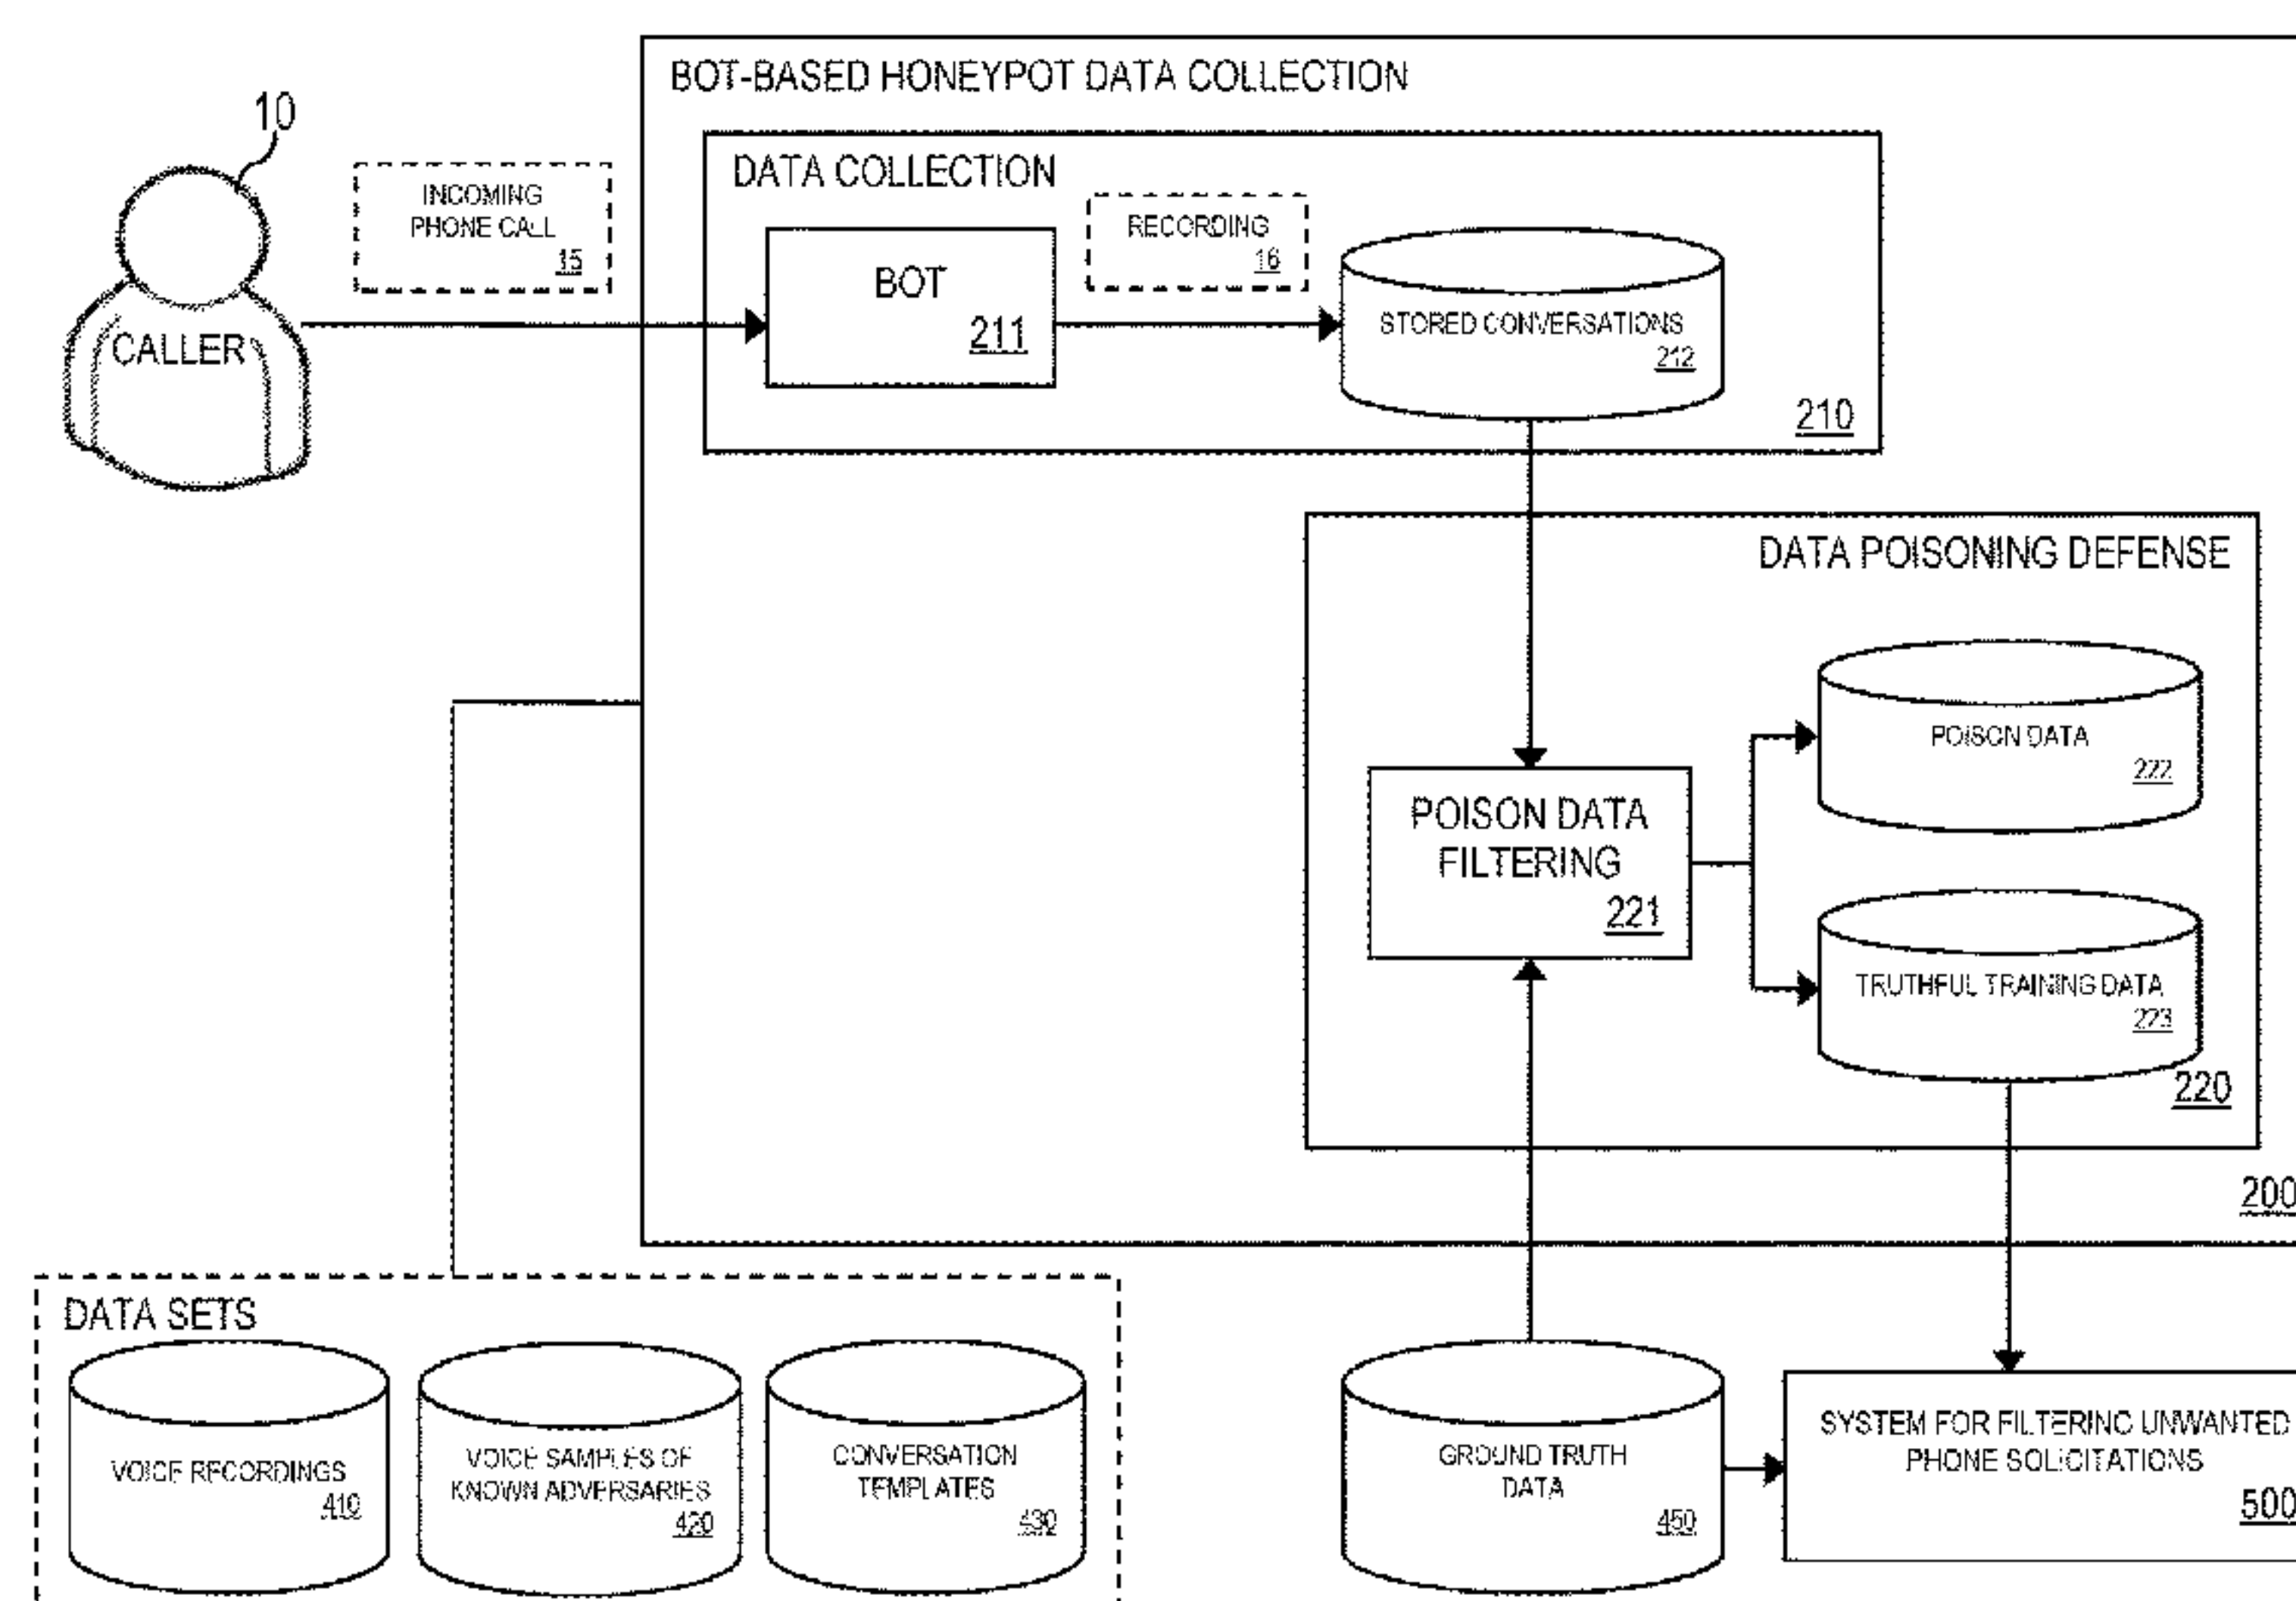 BOT-BASED HONEYPOT DATA COLLECTION
10
INCOMING
PHONE CALL
15
CALLER
DATA COLLECTION
BOT
211
RECORDING
16
STORED CONVERSATIONS
212
210
DATA POISONING DEFENSE
POISON DATA
FILTERING
221
POISON DATA
222
TRUTHFUL TRAINING DATA
223
220
200
DATA SETS
VOICE RECORDINGS
410
VOICE SAMPLES OF
KNOWN ADVERSARIES
420
CONVERSATION
TEMPLATES
430
GROUND TRUTH
DATA
450
SYSTEM FOR FILTERING UNWANTED
PHONE SOLICITATIONS
500